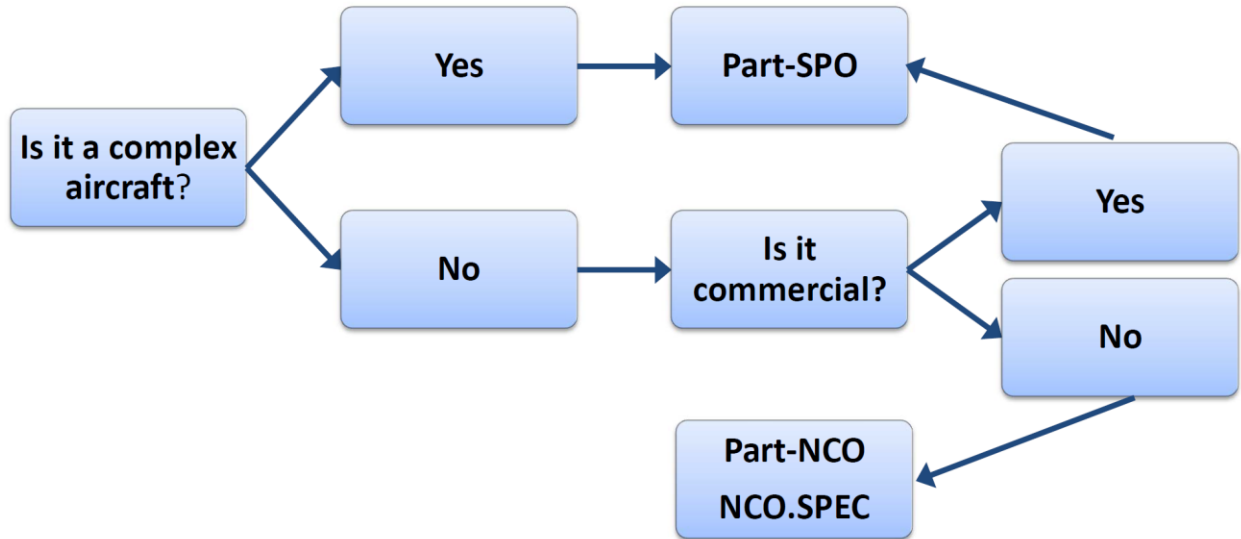 Yes
Part-SPO
Is it a complex
aircraft?
Yes
No
Is it
commercial?
No
Part-NCO
NCO.SPEC